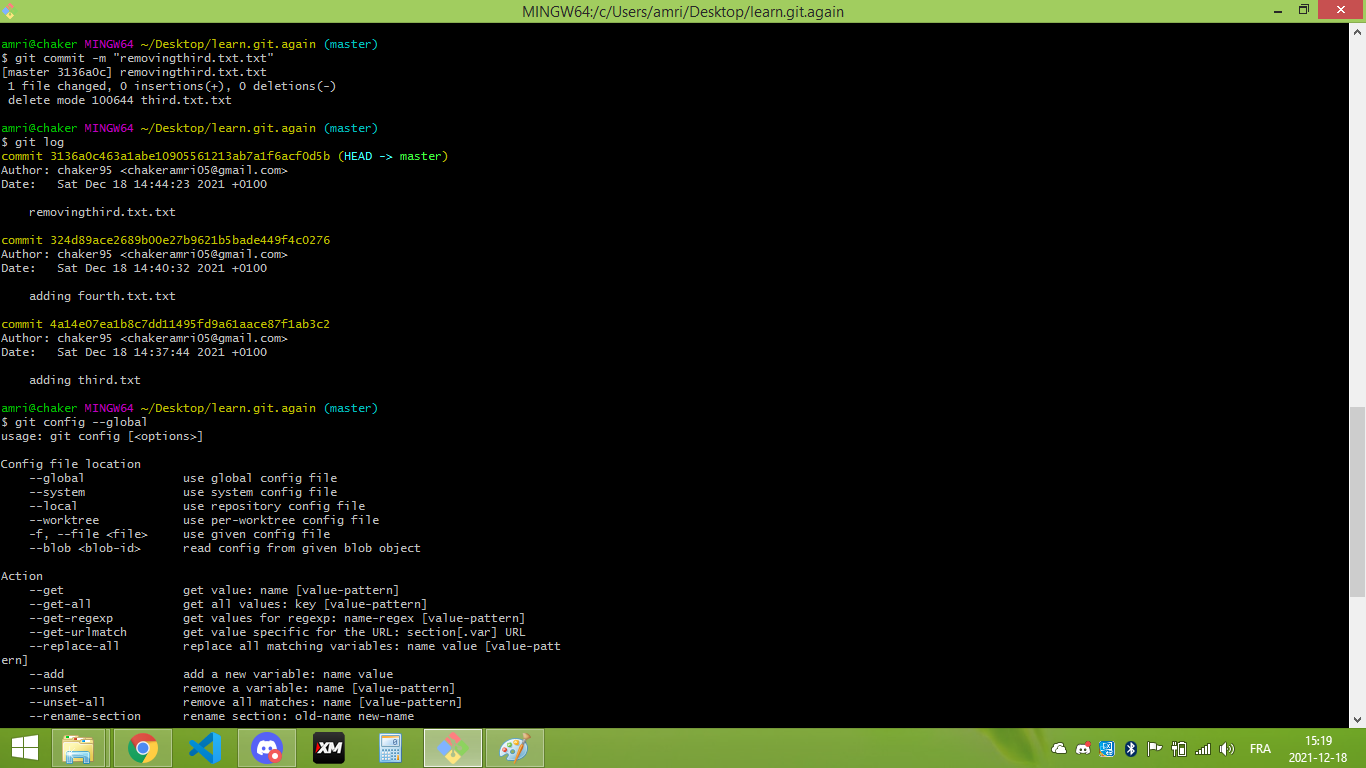 MINGW64:/c/Users/amri/Desktop/learn.git.again
amri@chaker MINGW64 ~/Desktop/learn.git.again (master)
$ git commit -m "removingthird.txt.txt"
[master 3136a0c] removingthird.txt.txt
 1 file changed, 0 insertions(+), 0 deletions(-)
 delete mode 100644 third.txt.txt
amri@chaker MINGW64 ~/Desktop/learn.git.again (master)
$ git log
commit 3136a0c463a1abe10905561213ab7a1f6acf0d5b (HEAD -> master)
Author: chaker95 <chakeramri05@gmail.com>
Date:   Sat Dec 18 14:44:23 2021 +0100
    removingthird.txt.txt
commit 324d89ace2689b00e27b9621b5bade449f4c0276
Author: chaker95 <chakeramri05@gmail.com>
Date:   Sat Dec 18 14:40:32 2021 +0100
    adding fourth.txt.txt
commit 4a14e07ea1b8c7dd11495fd9a61aace87f1ab3c2
Author: chaker95 <chakeramri05@gmail.com>
Date:   Sat Dec 18 14:37:44 2021 +0100
    adding third.txt
amri@chaker MINGW64 ~/Desktop/learn.git.again (master)
$ git config --global
usage: git config [<options>]
Config file location
    --global              use global config file
    --system              use system config file
    --local               use repository config file
    --worktree            use per-worktree config file
    -f, --file <file>     use given config file
    --blob <blob-id>      read config from given blob object
Action
    --get                 get value: name [value-pattern]
    --get-all             get all values: key [value-pattern]
    --get-regexp          get values for regexp: name-regex [value-pattern]
    --get-urlmatch        get value specific for the URL: section[.var] URL
    --replace-all         replace all matching variables: name value [value-patt
ern]
    --add                 add a new variable: name value
    --unset               remove a variable: name [value-pattern]
    --unset-all           remove all matches: name [value-pattern]
    --rename-section      rename section: old-name new-name
XM
FRA
15:19
2021-12-18